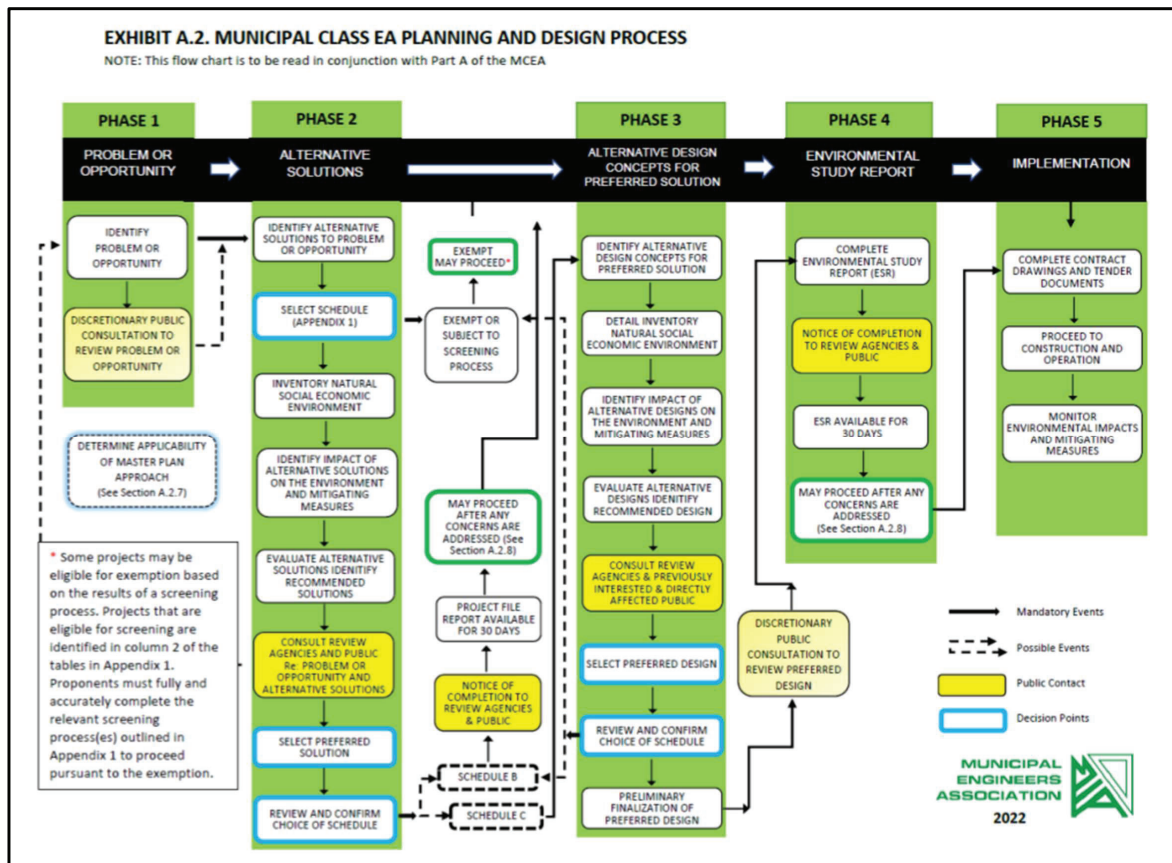 EXHIBIT A.2. MUNICIPAL CLASS EA PLANNING AND DESIGN PROCESS
NOTE: This flow chart is to be read in conjunction with Part A of the MCEA
PHASE 1
PROBLEM OR
OPPORTUNITY
IDENTIFY
PROBLEM OR
OPPORTUNITY
DISCRETIONARY PUBLIC
CONSULTATION TO
REVIEW PROBLEM OR
OPPORTUNITY
DETERMINE APPLICABILITY
OF MASTER PLAN
APPROACH
(See Section A.2.7)
* Some projects may be
eligible for exemption based
on the results of a screening
process. Projects that are
eligible for screening are
identified in column 2 of the
tables in Appendix 1.
Proponents must fully and
accurately complete the
relevant screening
process(es) outlined in
Appendix 1 to proceed
pursuant to the exemption.
PHASE 2
ALTERNATIVE
SOLUTIONS
IDENTIFY ALTERNATIVE
SOLUTIONS TO PROBLEM
OR OPPORTUNITY
SELECT SCHEDULE
(APPENDIX 1)
INVENTORY NATURAL
SOCIAL ECONOMIC
ENVIRONMENT
IDENTIFY IMPACT OF
ALTERNATIVE SOLUTIONS
ON THE ENVIRONMENT
AND MITIGATING
MEASURES
EVALUATE ALTERNATIVE
SOLUTIONS IDEINTIFY
RECOMMENDED
SOLUTIONS
CONSULT REVIEW
AGENCIES AND PUBLIC
Re: PROBLEM OR
OPPORTUNITY AND
ALTERNATIVE SOLUTIONS
SELECT PREFERRED
SOLUTION
REVIEW AND CONFIRM
CHOICE OF SCHEDULE
EXEMPT
MAY PROCEED*
EXEMPT OR
SUBJECT TO
SCREENING
PROCESS
MAY PROCEED
AFTER ANY
CONCERNS ARE
ADDRESSED (See
Section A.2.8)
PROJECT FILE
REPORT AVAILABLE
FOR 30 DAYS
NOTICE OF
COMPLETION TO
REVIEW AGENCIES
& PUBLIC
SCHEDULE B
SCHEDULE C
PHASE 3
ALTERNATIVE DESIGN
CONCEPTS FOR
PREFERRED SOLUTION
IDENTIFY ALTERNATIVE
DESIGN CONCEPTS FOR
PREFERRED SOLUTION
DETAIL INVENTORY
NATURAL SOCIAL
ECONOMIC ENVIRONMENT
IDENTIFY IMPACT OF
ALTERNATIVE DESIGNS ON
THE ENVIRONMENT AND
MITIGATING MEASURES
EVALUATE ALTERNATIVE
DESIGNS IDEITIFY
RECOMMENDED DESIGN
CONSULT REVIEW
AGENCIES & PREVIOUSLY
INTERESTED & DIRECTLY
AFFECTED PUBLIC
SELECT PREFERRED DESIGN
REVIEW AND CONFIRM
CHOICE OF SCHEDULE
PRELIMINARY
FINALIZATION OF
PREFERRED DESIGN
DISCRETIONARY
PUBLIC
CONSULTATION TO
REVIEW PREFERRED
DESIGN
PHASE 4
ENVIRONMENTAL
STUDY REPORT
COMPLETE
ENVIRONMENTAL STUDY
REPORT (ESR)
NOTICE OF COMPLETION
TO REVIEW AGENCIES &
PUBLIC
ESR AVAILABLE FOR
30 DAYS
MAY PROCEED AFTER ANY
CONCERNS ARE
ADDRESSED
(See Section A.2.8)
PHASE 5
IMPLEMENTATION
COMPLETE CONTRACT
DRAWINGS AND TENDER
DOCUMENTS
PROCEED TO
CONSTRUCTION AND
OPERATION
MONITOR
ENVIRONMENTAL IMPACTS
AND MITIGATING
MEASURES
Mandatory Events
Possible Events
Public Contact
Decision Points
MUNICIPAL
ENGINEERS
ASSOCIATION
2022